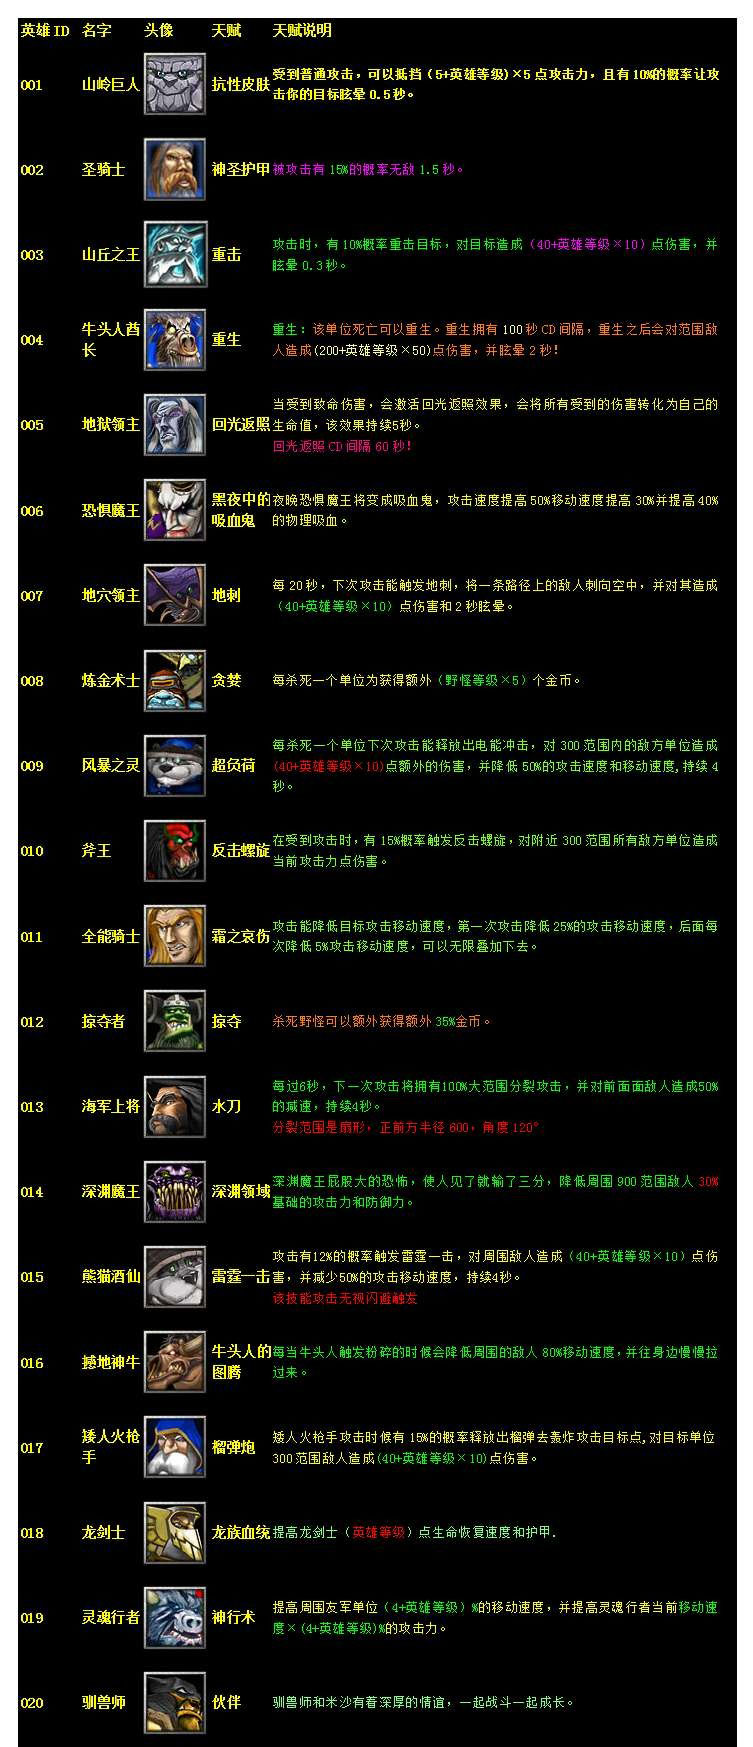 英雄ID 名字 头像 天赋 天赋说明
001 山岭巨人 抗性皮肤 受到普通攻击，可以抵挡（5+英雄等级)×5 点攻击力，且有10%的概率让攻
击你的目标眩晕 0.5 秒。
002 圣骑士 神圣护甲 被攻击有 15%的概率无敌 1.5 秒。
003 山丘之王 重击 攻击时，有 10%概率重击目标，对目标造成（40+英雄等级×10）点伤害，并
眩晕 0.3 秒。
004 牛头人酋
长 重生 重生：该单位死亡可以重生。重生拥有 100 秒 CD 间隔，重生之后会对范围敌
人造成(200+英雄等级×50)点伤害，并眩晕 2 秒！
005 地狱领主 回光返照 当受到致命伤害，会激活回光返照效果，会将所有受到的伤害转化为自己的
生命值，该效果持续5秒。
回光返照 CD 间隔 60 秒！
006 恐惧魔王 黑夜中的
吸血鬼 夜晚恐惧魔王将变成吸血鬼，攻击速度提高 50%移动速度提高 30%并提高 40%
的物理吸血。
007 地穴领主 地刺 每 20 秒，下次攻击能触发地刺，将一条路径上的敌人刺向空中，并对其造成
（40+英雄等级×10）点伤害和 2 秒眩晕。
008 炼金术士 贪婪 每杀死一个单位为获得额外（野怪等级×5）个金币。
009 风暴之灵 超负荷 每杀死一个单位下次攻击能释放出电能冲击，对 300 范围内的敌方单位造成
(40+英雄等级×10)点额外的伤害，并降低 50%的攻击速度和移动速度,持续 4
秒。
010 斧王 反击螺旋 在受到攻击时，有 15%概率触发反击螺旋，对附近 300 范围所有敌方单位造成
当前攻击力点伤害。
011 全能骑士 霜之哀伤 攻击能降低目标攻击移动速度，第一次攻击降低 25%的攻击移动速度，后面每
次降低 5%攻击移动速度，可以无限叠加下去。
012 掠夺者 掠夺 杀死野怪可以额外获得额外 35%金币。
013 海军上将 水刀 每过6秒，下一次攻击将拥有100%大范围分裂攻击，并对前面面敌人造成50%
的减速，持续4秒。
分裂范围是扇形，正前方半径 600，角度 120°
014 深渊魔王 深渊领域 深渊魔王屁股大的恐怖，使人见了就输了三分，降低周围 900 范围敌人 30%
基础的攻击力和防御力。
015 熊猫酒仙 雷霆一击 攻击有12%的概率触发雷霆一击，对周围敌人造成（40+英雄等级×10）点伤
害，并减少50%的攻击移动速度，持续4秒。
该技能攻击无视闪避触发
016 撼地神牛 牛头人的
图腾 每当牛头人触发粉碎的时候会降低周围的敌人 80%移动速度，并往身边慢慢拉
过来。
017 矮人火枪
手 榴弹炮 矮人火枪手攻击时候有 15%的概率释放出榴弹去轰炸攻击目标点,对目标单位
300 范围敌人造成(40+英雄等级×10)点伤害。
018 龙剑士 龙族血统 提高龙剑士（英雄等级）点生命恢复速度和护甲.
019 灵魂行者 神行术 提高周围友军单位（4+英雄等级）%的移动速度，并提高灵魂行者当前移动速
度×(4+英雄等级)%的攻击力。
020 驯兽师 伙伴 驯兽师和米沙有着深厚的情谊，一起战斗一起成长。